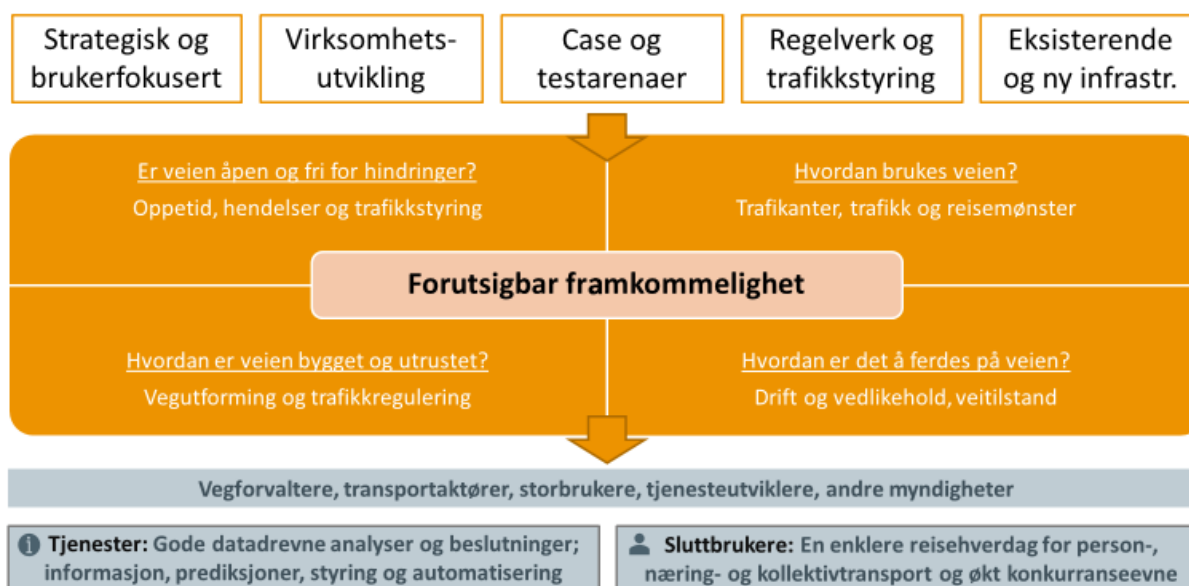 Strategisk og
brukerfokusert
Virksomhets-
utvikling
Case og
testarenaer
Regelverk og
trafikkstyring
Eksisterende
og ny infrastr.
Er veien åpen og fri for hindringer?
Oppetid, hendelser og trafikkstyring
Hvordan brukes veien?
Trafikanter, trafikk og reisemønster
Forutsigbar framkommelighet
Hvordan er veien bygget og utrustet?
Vegutforming og trafikkregulering
Hvordan er det å ferdes på veien?
Drift og vedlikehold, veitilstand
Vegforvaltere, transportaktører, storbrukere, tjenesteutviklere, andre myndigheter
Tjenester: Gode datadrevne analyser og beslutninger;
informasjon, prediksjoner, styring og automatisering
Sluttbrukere: En enklere reisehverdag for person-,
næring- og kollektivtransport og økt konkurranseevne